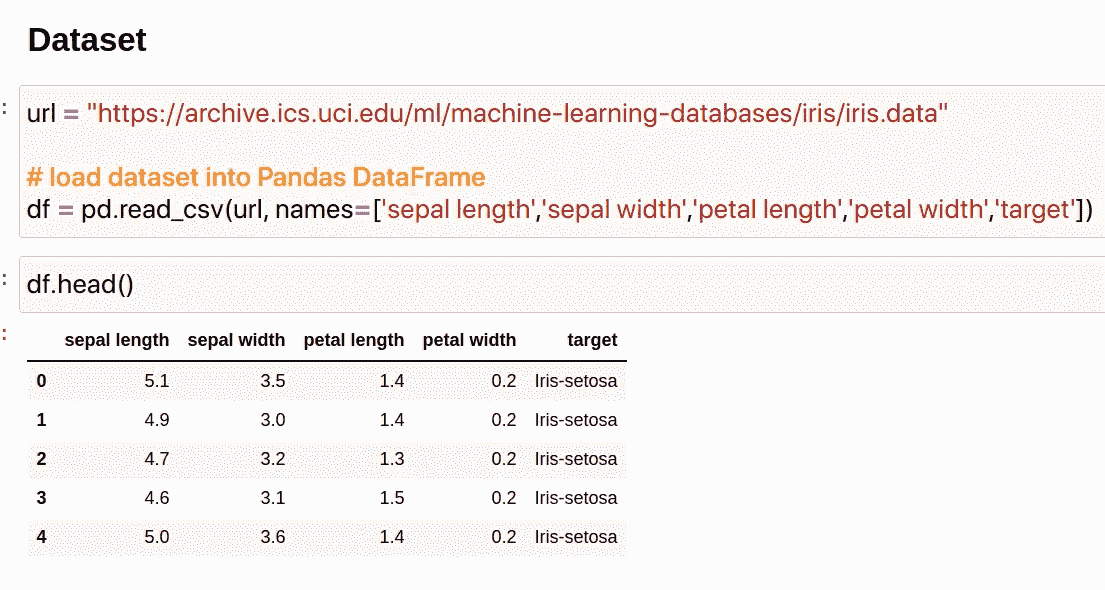 Dataset
url = "https://archive.ics.uci.edu/ml/machine-learning-databases/iris/iris.data"
# load dataset into Pandas DataFrame
df = pd.read_csv(url, names=['sepal length','sepal width','petal length','petal width','target'])
df.head()
sepal length sepal width petal length petal width target
0 5.1 3.5 1.4 0.2 Iris-setosa
1 4.9 3.0 1.4 0.2 Iris-setosa
2 4.7 3.2 1.3 0.2 Iris-setosa
3 4.6 3.1 1.5 0.2 Iris-setosa
4 5.0 3.6 1.4 0.2 Iris-setosa